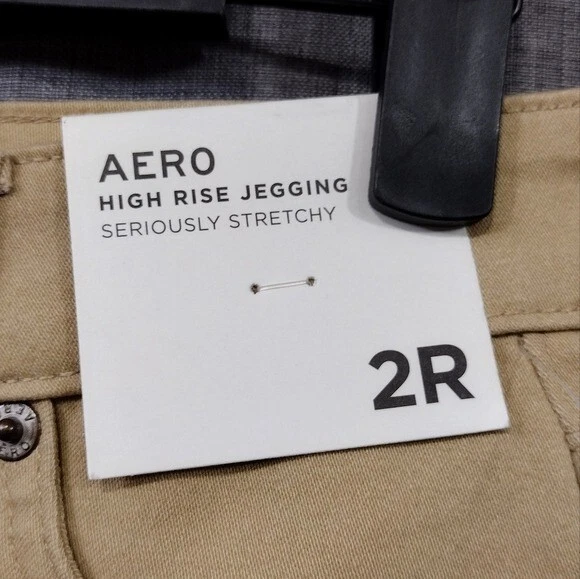 AERO
HIGH RISE JEGGING
SERIOUSLY STRETCHY
2R